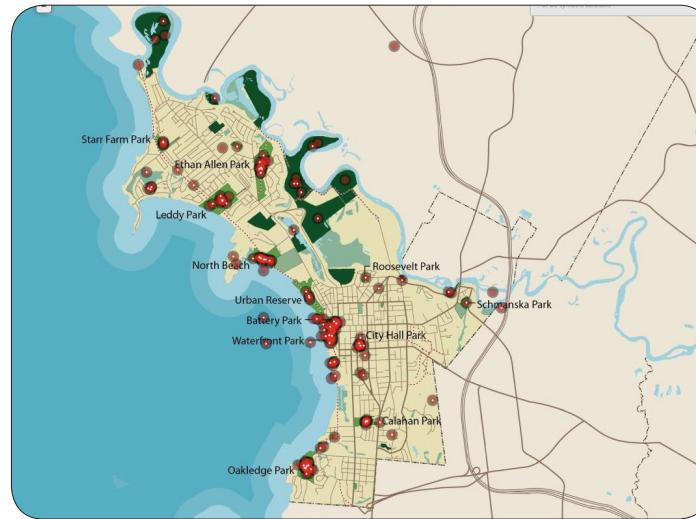 Starr Farm Park
Ethan Allen Park
Leddy Park
North Beach
Roosevelt Park
Urban Reserve
Schmanska Park
Battery Park
City Hall Park
Waterfront Park
Calahan Park
Oakledge Park